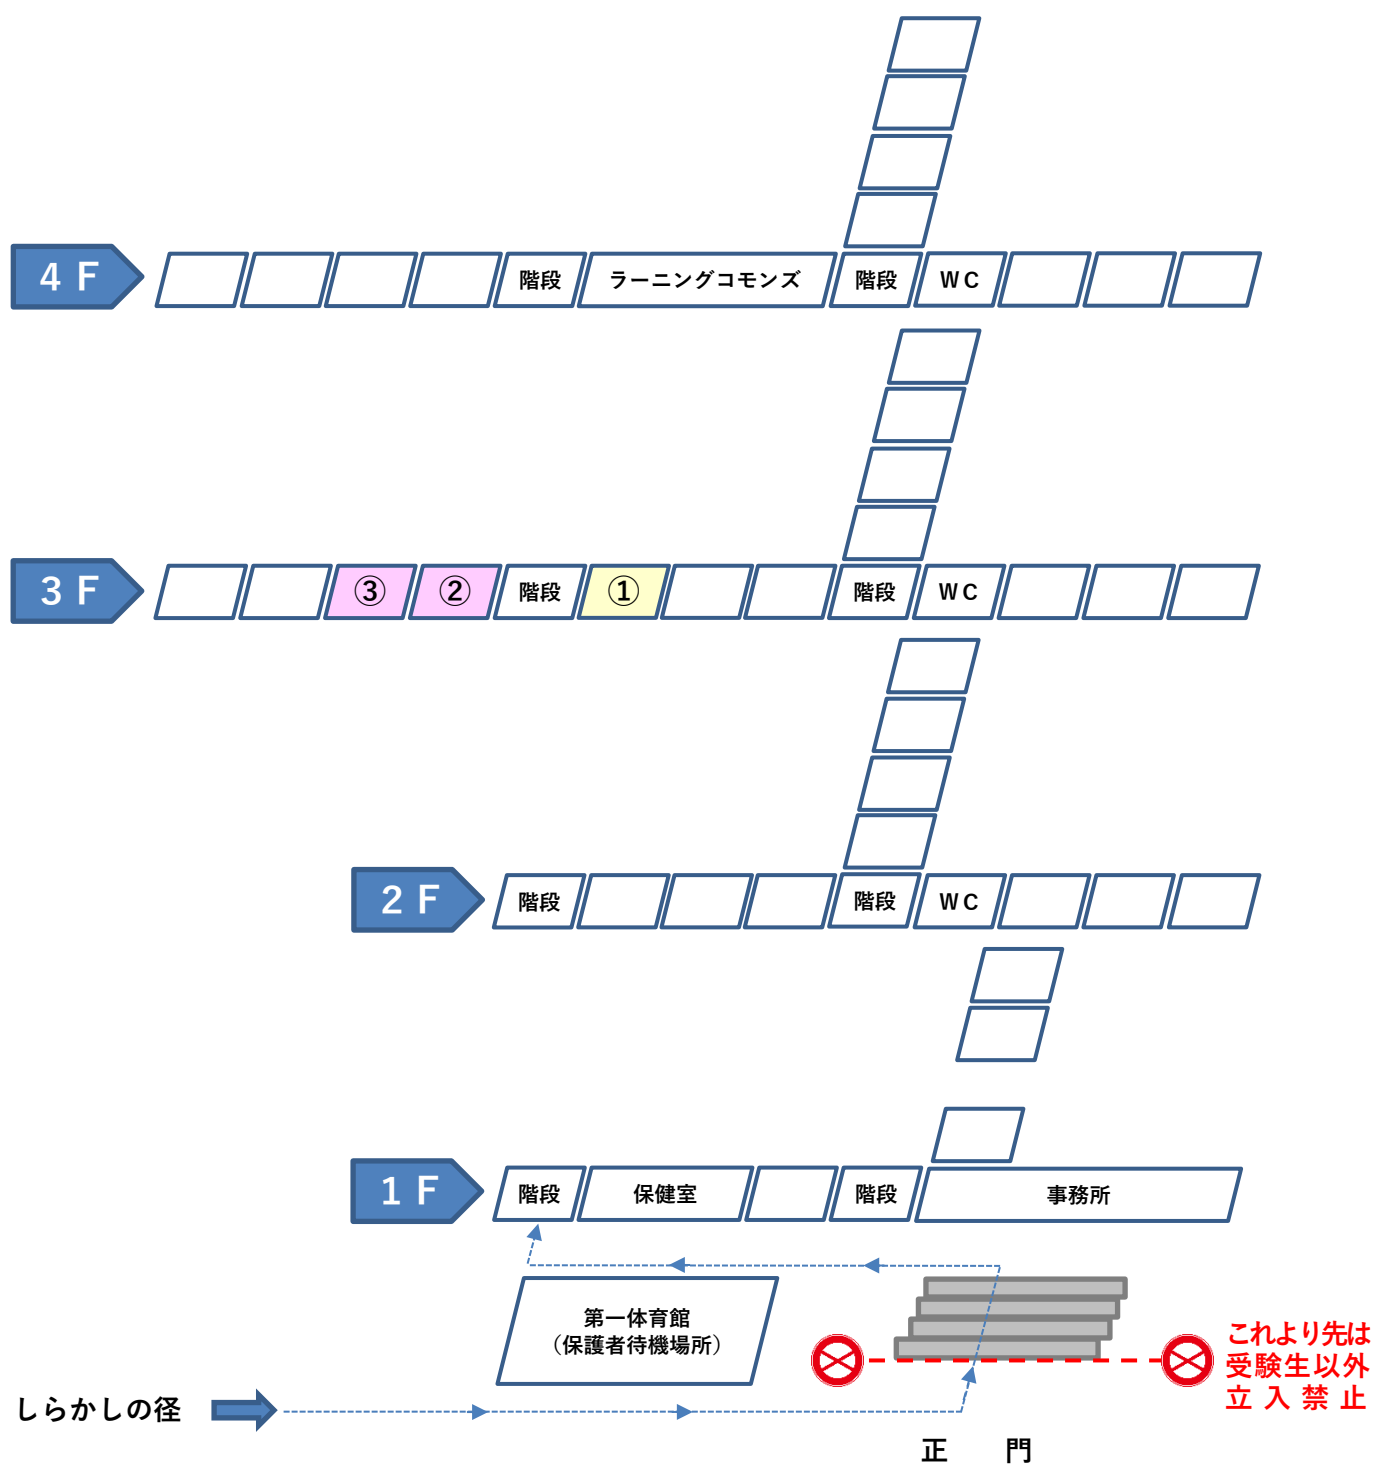 4 F
階段
ラーニングコモンズ
階段
WC
3 F
③
②
階段
①
階段
WC
2 F
階段
階段
WC
1 F
階段
保健室
階段
事務所
第一体育館
（保護者待機場所）
これより先は
受験生以外
立入禁止
しらかしの径
正 門